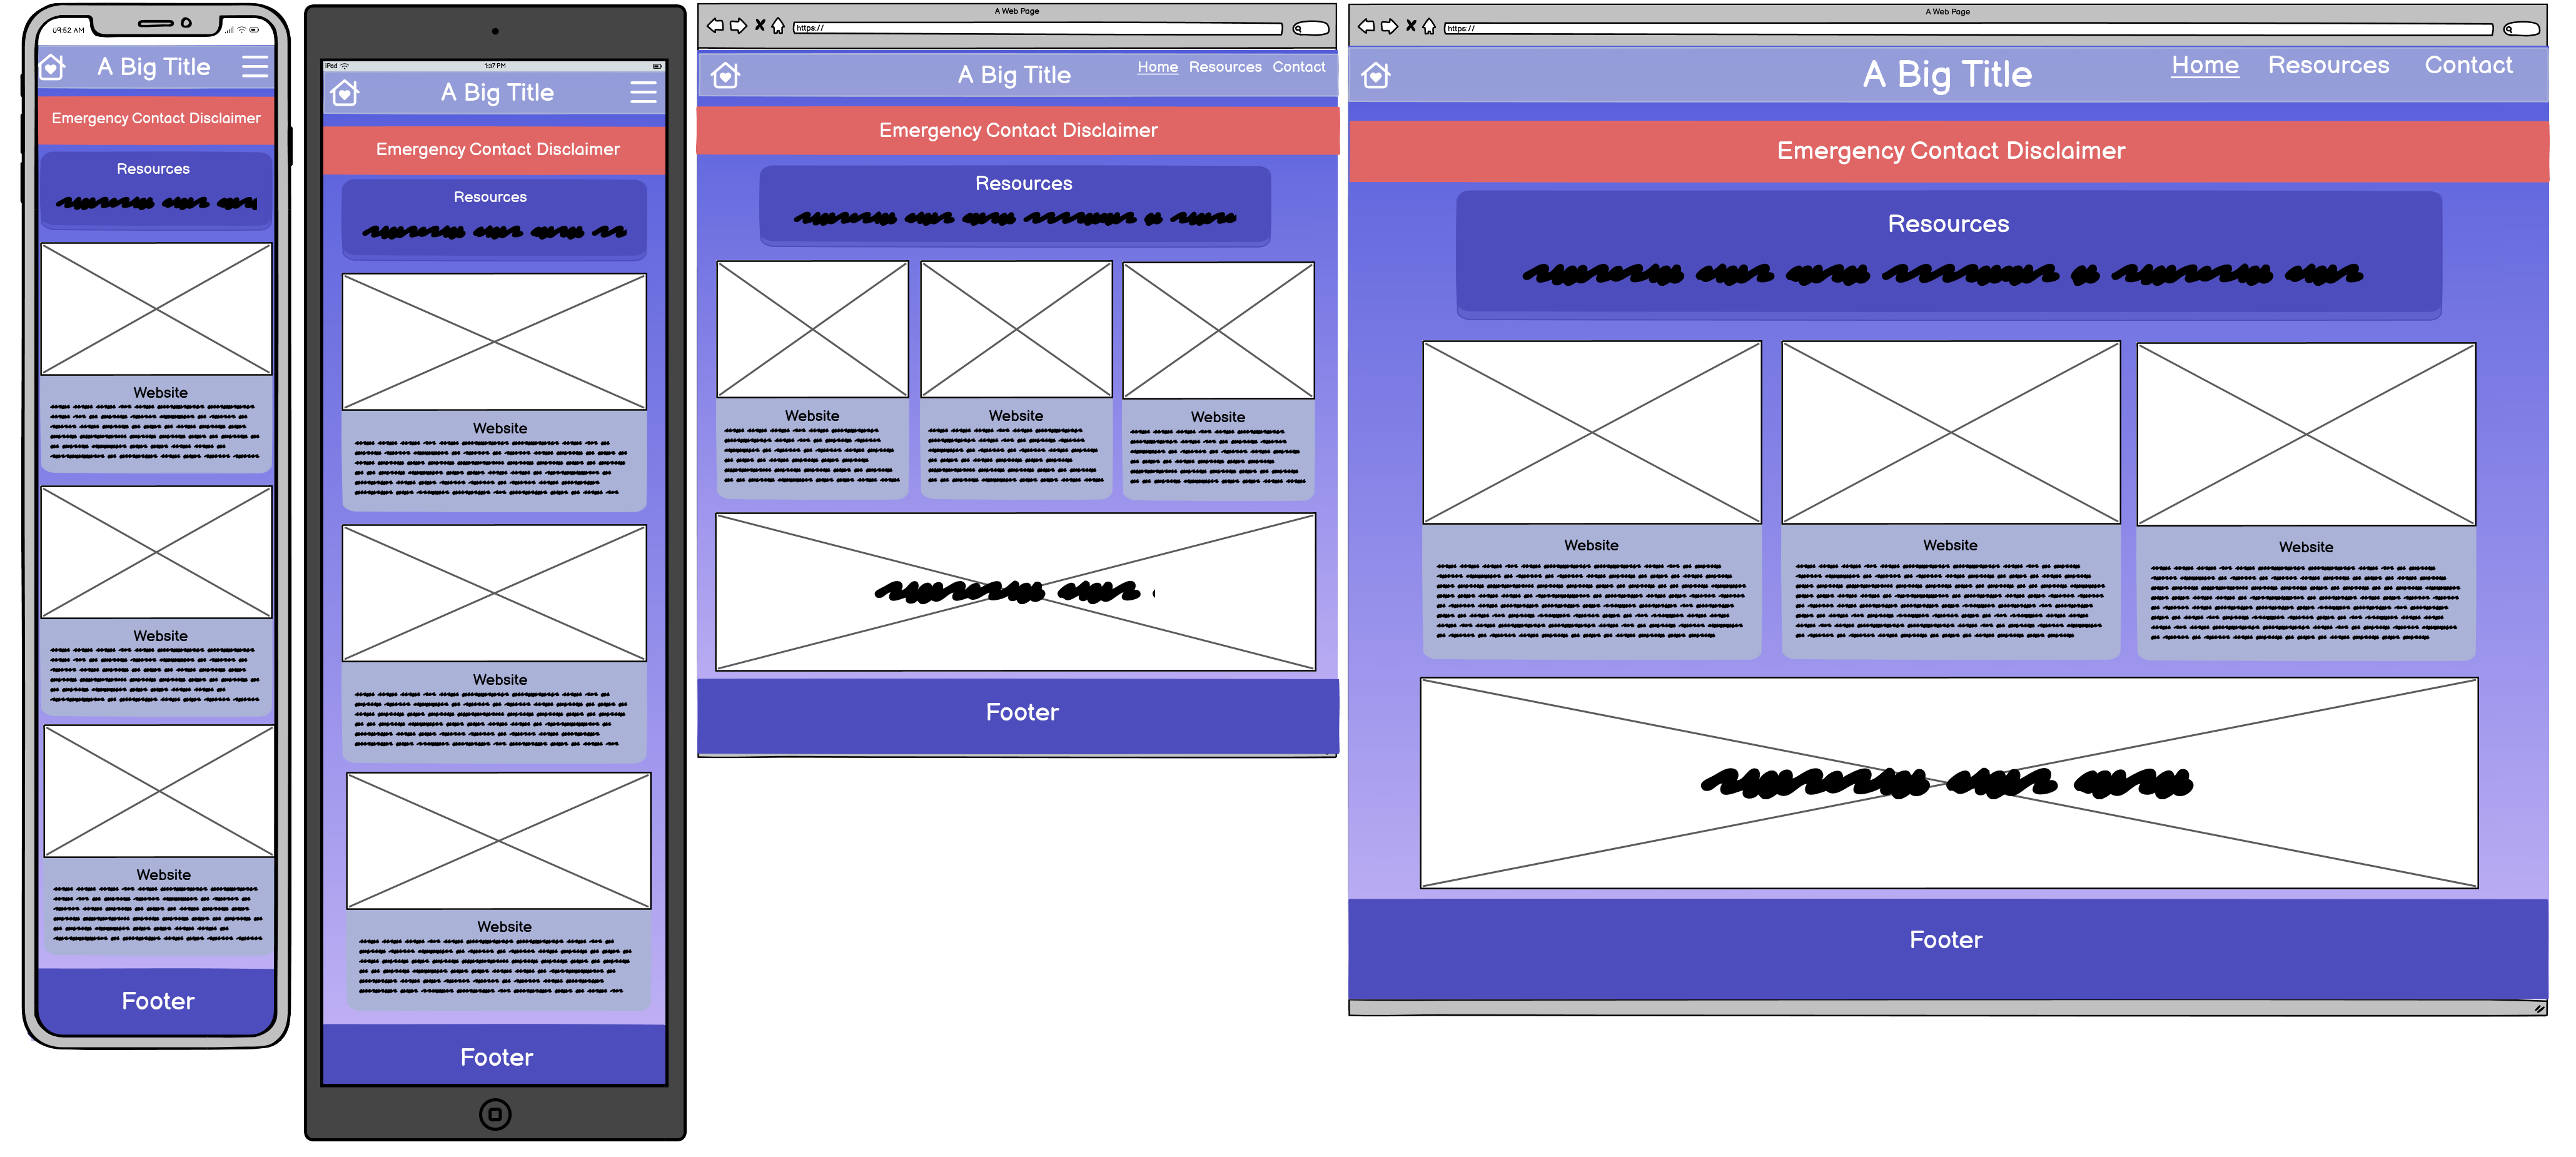 09:52 AM
A Big Title
Emergency Contact Disclaimer
Resources
Website
Website
Website
Footer
iPad
1:37 PM
A Big Title
Emergency Contact Disclaimer
Resources
Website
Website
Website
Footer
A Web Page
https://
A Big Title
Home Resources Contact
Emergency Contact Disclaimer
Resources
Website Website Website
Footer
A Web Page
https://
A Big Title
Home Resources Contact
Emergency Contact Disclaimer
Resources
Website Website Website
Footer